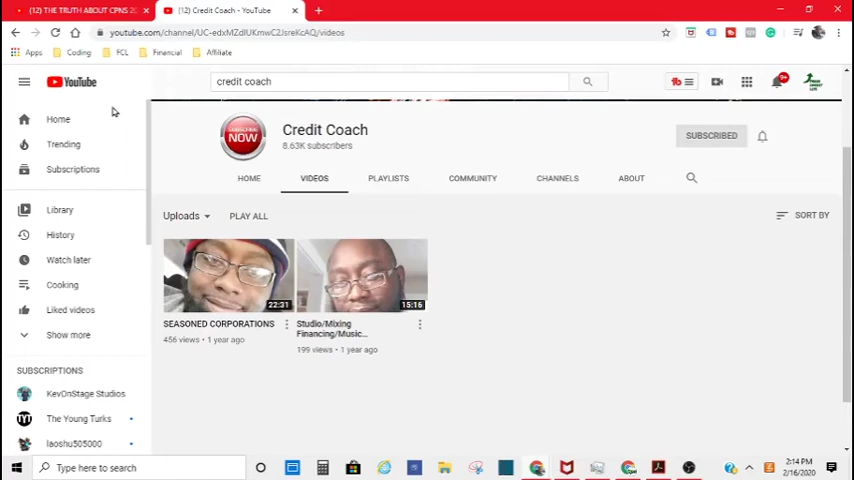 (12) THE TRUTH ABOUT CPNS 20
(12) Credit Coach - YouTube
youtube.com/channel/UC-edxMZdIUKmwC2JsreKcAQ/videos
Apps Coding FCL Financial Affiliate
YouTube
credit coach
9+
Home
Trending
Subscriptions
Library
History
Watch later
Cooking
Liked videos
Show more
SUBSCRIPTIONS
KevOnStage Studios
The Young Turks
laoshu505000
SUBSCRIBE
NOW
Credit Coach
8.63K subscribers
SUBSCRIBED
HOME VIDEOS PLAYLISTS COMMUNITY CHANNELS ABOUT
Uploads PLAY ALL SORT BY
22:31
SEASONED CORPORATIONS
456 views • 1 year ago
15:16
Studio/Mixing
Financing/Music...
199 views • 1 year ago
Type here to search
2:14 PM
2/16/2020